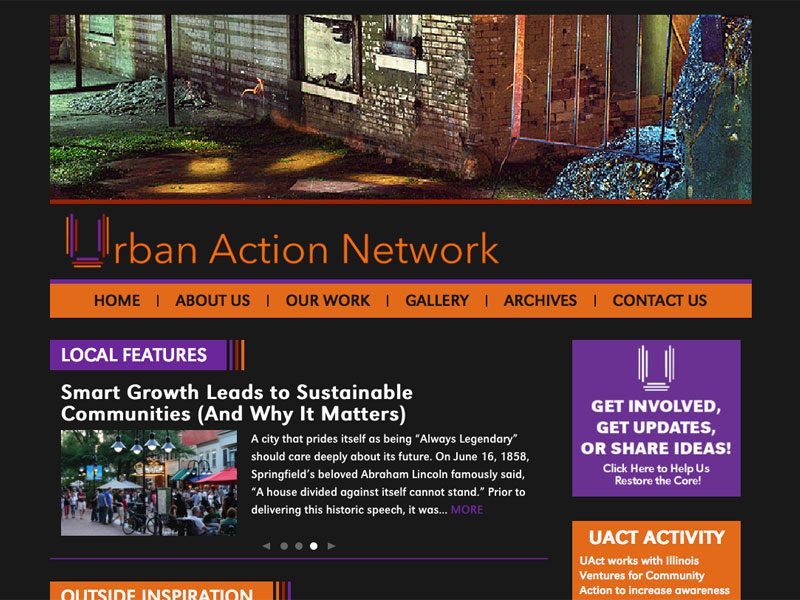 Urban Action Network
HOME | ABOUT US | OUR WORK | GALLERY | ARCHIVES | CONTACT US
LOCAL FEATURES
Smart Growth Leads to Sustainable
Communities (And Why It Matters)
A city that prides itself as being “Always Legendary”
should care deeply about its future. On June 16, 1858,
Springfield’s beloved Abraham Lincoln famously said,
“A house divided against itself cannot stand.” Prior to
delivering this historic speech, it was... MORE
OUTSIDE INSPIRATION
GET INVOLVED,
GET UPDATES,
OR SHARE IDEAS!
Click Here to Help Us
Restore the Core!
UACT ACTIVITY
UAct works with Illinois
Ventures for Community
Action to increase awareness